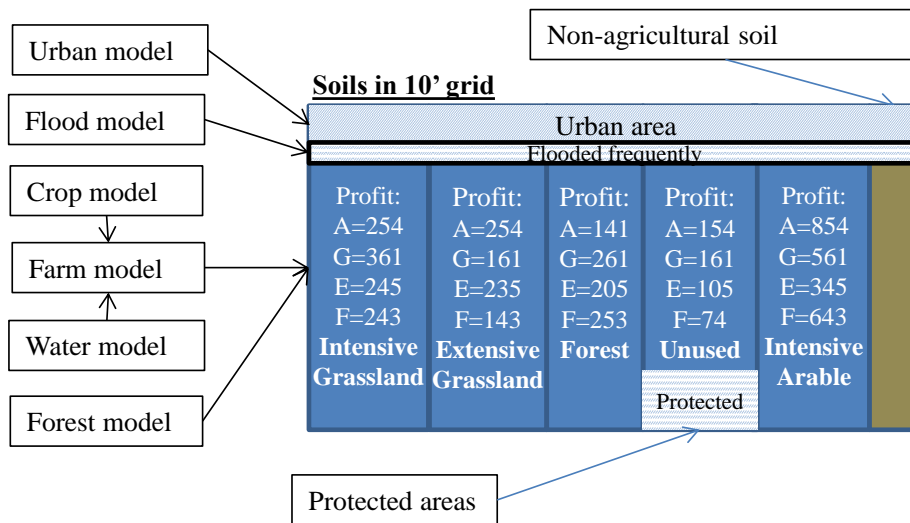 Urban model
Non-agricultural soil
Soils in 10’ grid
Flood model
Urban area
Flooded frequently
Crop model
Farm model
Water model
Forest model
Profit:
A=254
G=361
E=245
F=243
Intensive
Grassland
Profit:
A=254
G=161
E=235
F=143
Extensive
Grassland
Profit:
A=141
G=261
E=205
F=253
Forest
Profit:
A=154
G=161
E=105
F=74
Unused
Protected
Profit:
A=854
G=561
E=345
F=643
Intensive
Arable
Protected areas